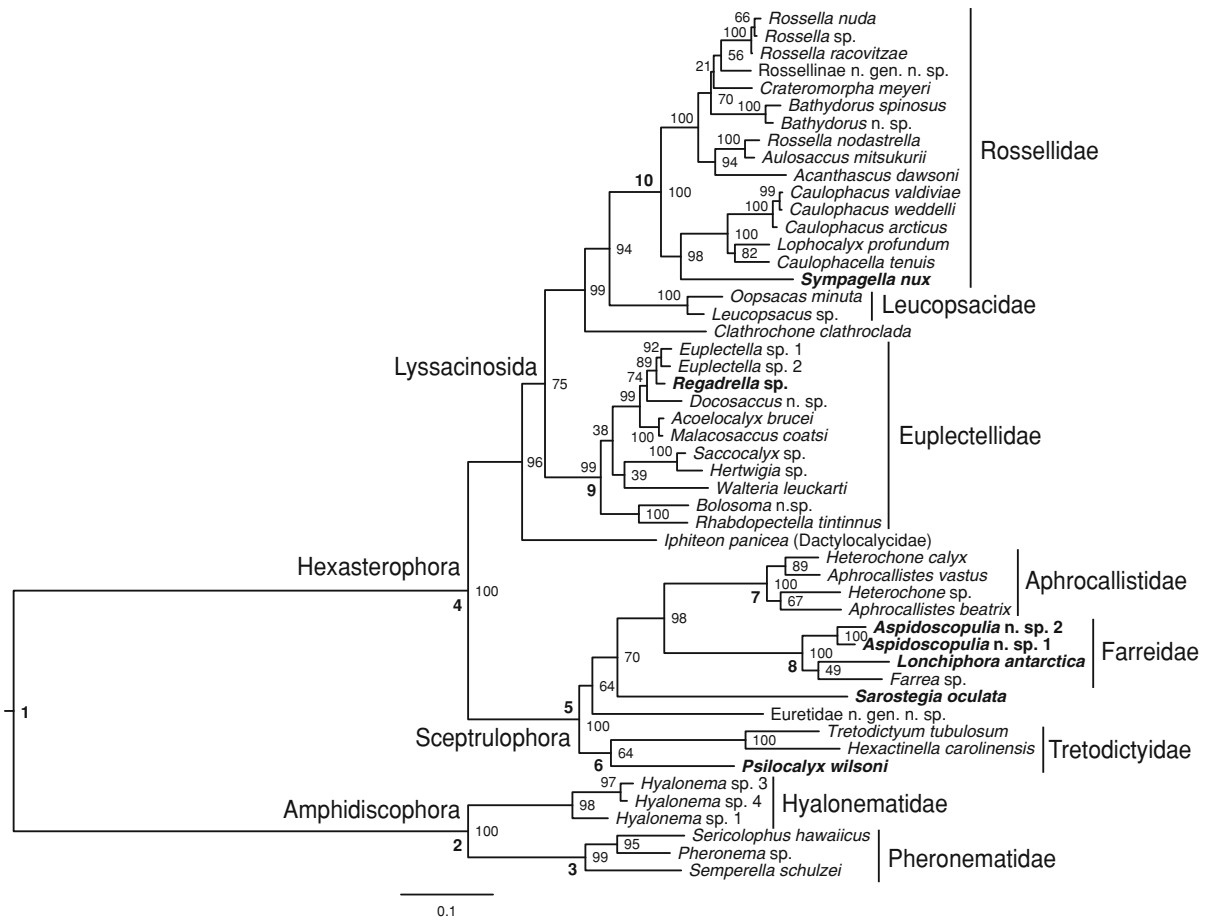 66
Rossella nuda
100
Rossella sp.
56
Rossella racovitzae
21
Rossellinae n. gen. n. sp.
Crateromorpha meyeri
70
100
Bathydorus spinosus
Bathydorus n. sp.
100
100
Rossella nodastrella
94
Aulosaccus mitsukurii
Acanthascus dawsoni
Rossellidae
10
100
99
Caulophacus valdiviae
100
Caulophacus weddelli
Caulophacus arcticus
100
Lophocalyx profundum
82
Caulophacella tenuis
98
Sympagella nux
94
99
100
Oopsacas minuta
Leucopsacus sp.
Leucopsacidae
Clathrochone clathroclada
Lyssacinosida
75
92
Euplectella sp. 1
89
Euplectella sp. 2
74
Regadrella sp.
99
Docosaccus n. sp.
Acoelocalyx brucei
100
Malacosaccus coatsi
38
100
Saccocalyx sp.
Hertwigia sp.
39
Walteria leuckarti
99
9
Bolosoma n.sp.
100
Rhabdopectella tintinnus
Euplectellidae
96
Iphiteon panicea (Dactylocalycidae)
Hexasterophora
4
100
Heterochone calyx
89
Aphrocallistes vastus
100
7
Heterochone sp.
67
Aphrocallistes beatrix
Aphrocallistidae
98
Aspidoscopulia n. sp. 2
100
Aspidoscopulia n. sp. 1
100
8
Lonchiphora antarctica
49
Farrea sp.
Farreidae
70
Sarostegia oculata
64
Euretidae n. gen. n. sp.
5
100
Sceptrulophora
Tretodictyum tubulosum
100
Hexactinella carolinensis
64
6
Psilocalyx wilsoni
Tretodictyidae
1
Amphidiscophora
100
2
97
Hyalonema sp. 3
98
Hyalonema sp. 4
Hyalonema sp. 1
Hyalonematidae
Sericolophus hawaiicus
95
Pheronema sp.
99
3
Semperella schulzei
Pheronematidae
0.1